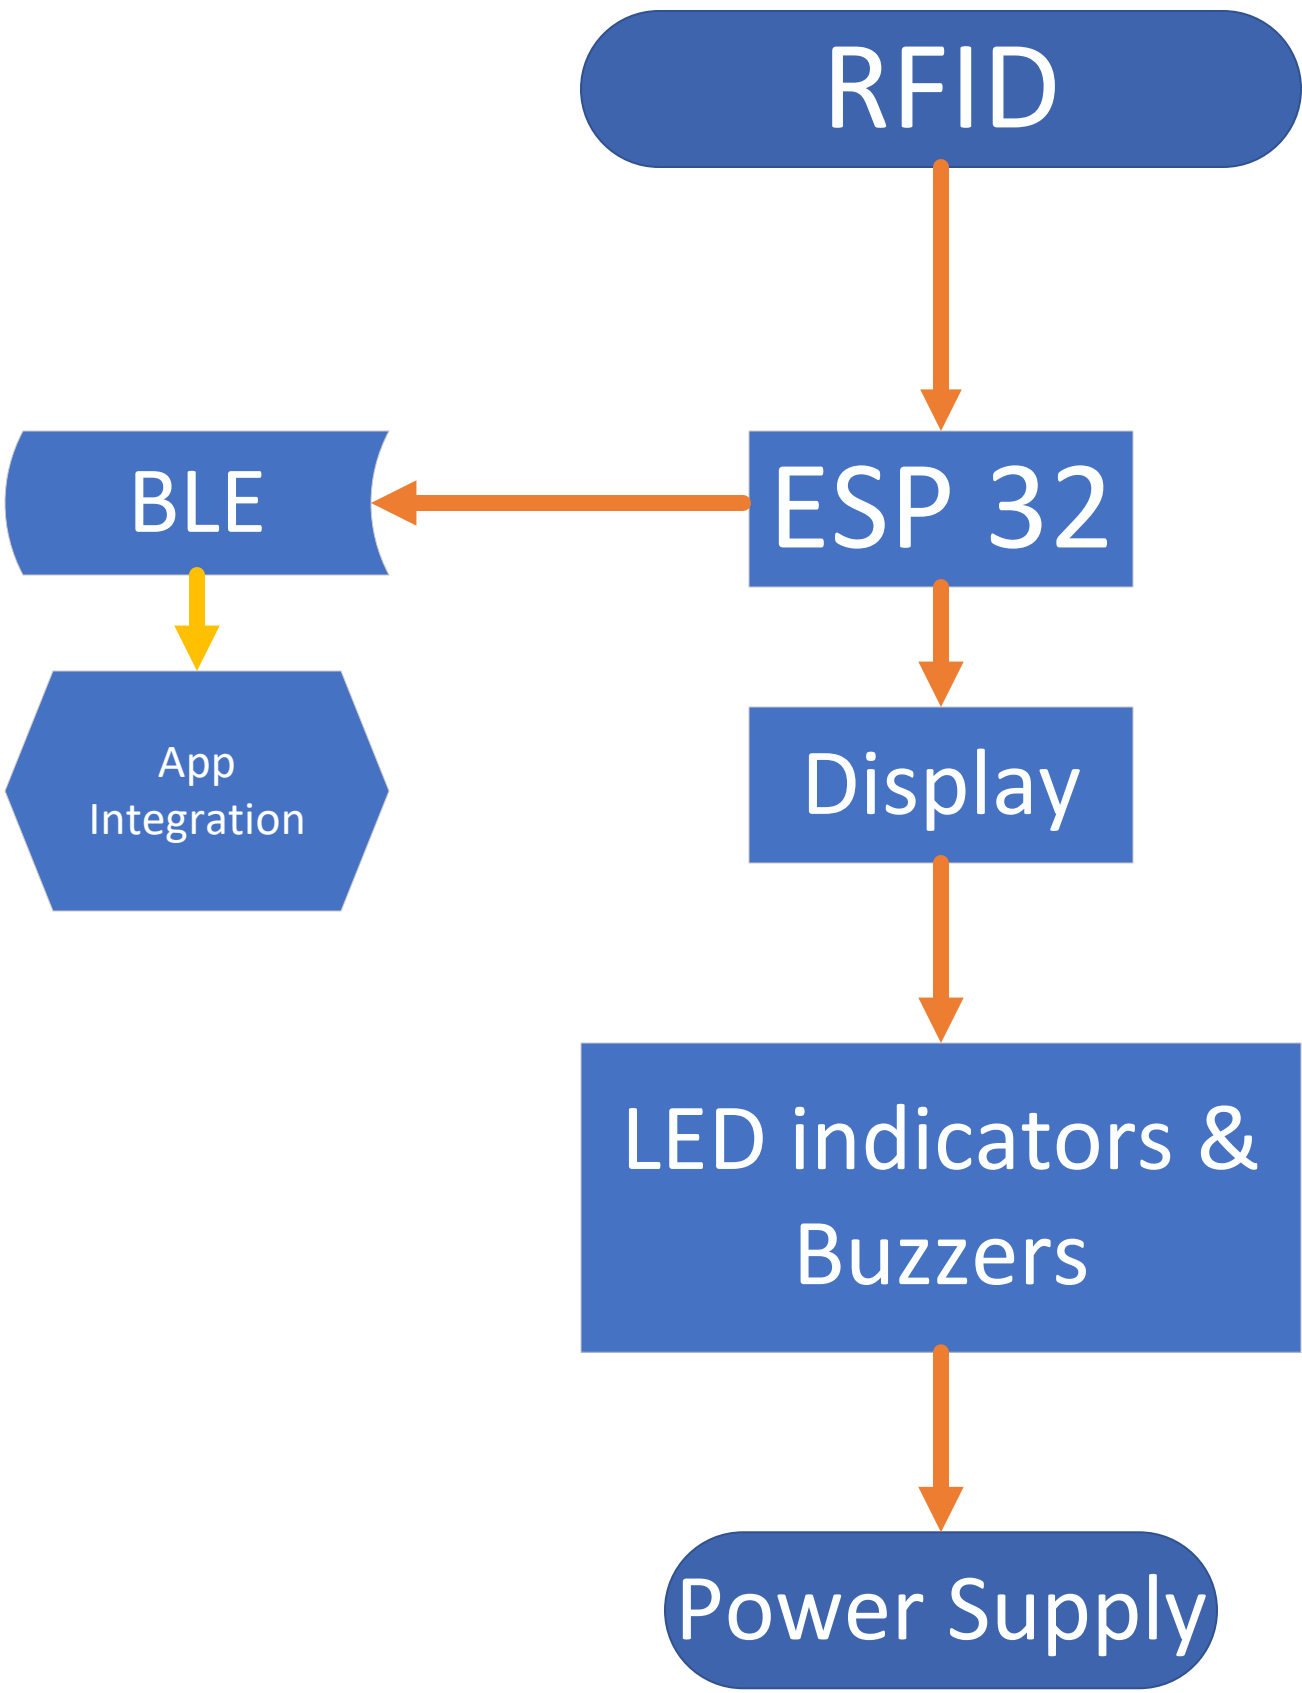 RFID
BLE
ESP 32
App
Integration
Display
LED indicators &
Buzzers
Power Supply